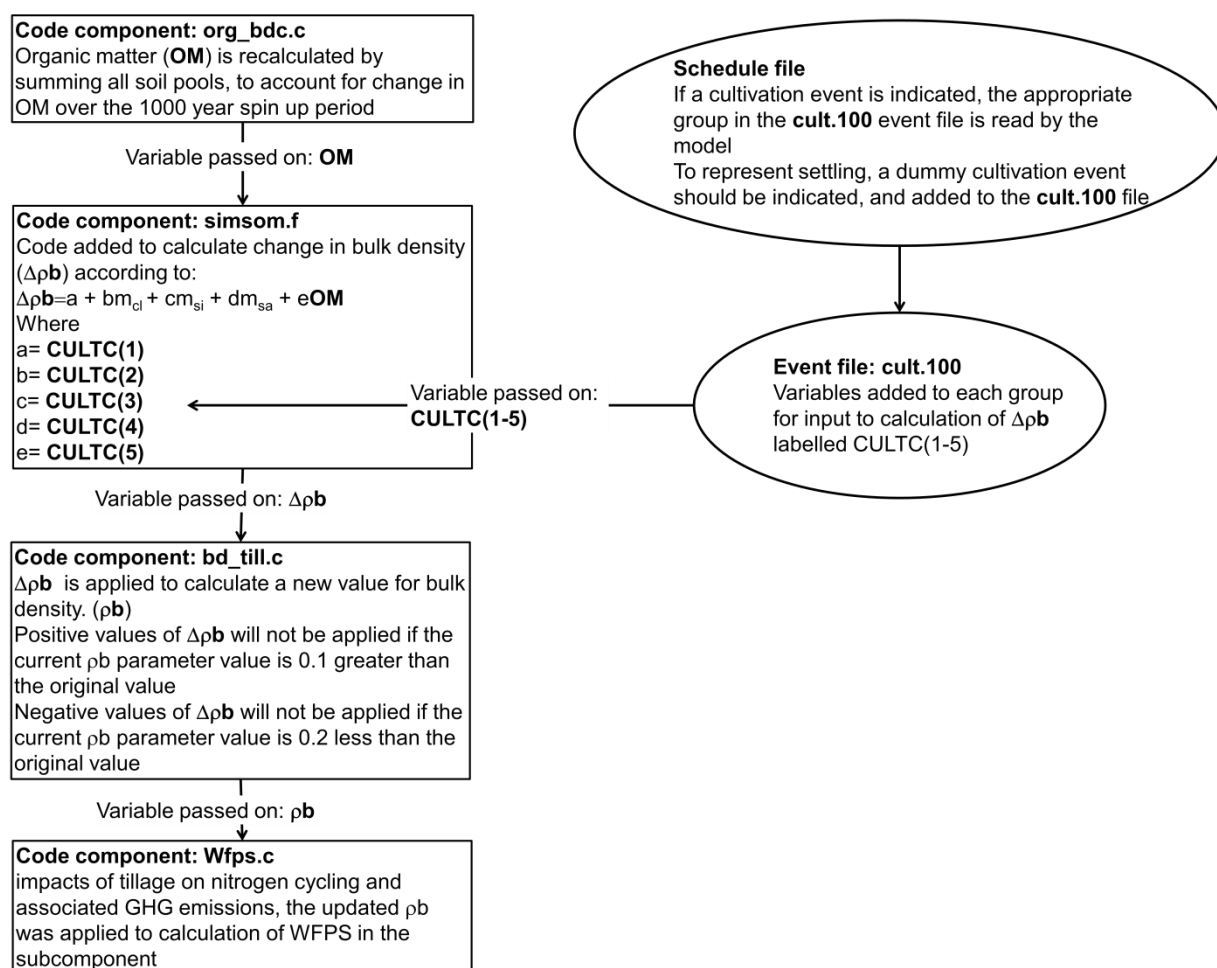 Code component: org_bdc.c
Organic matter (OM) is recalculated by
summing all soil pools, to account for change in
OM over the 1000 year spin up period
Variable passed on: OM
Code component: simsom.f
Code added to calculate change in bulk density
(Δρb) according to:
Δρb=a + bm_cl + cm_si + dm_sa + eOM
Where
a= CULTC(1)
b= CULTC(2)
c= CULTC(3)
d= CULTC(4)
e= CULTC(5)
Variable passed on: Δρb
Code component: bd_till.c
Δρb is applied to calculate a new value for bulk
density. (ρb)
Positive values of Δρb will not be applied if the
current ρb parameter value is 0.1 greater than
the original value
Negative values of Δρb will not be applied if the
current ρb parameter value is 0.2 less than the
original value
Variable passed on: ρb
Code component: Wfps.c
impacts of tillage on nitrogen cycling and
associated GHG emissions, the updated ρb
was applied to calculation of WFPS in the
subcomponent
Schedule file
If a cultivation event is indicated, the appropriate
group in the cult.100 event file is read by the
model
To represent settling, a dummy cultivation event
should be indicated, and added to the cult.100 file
Event file: cult.100
Variables added to each group
for input to calculation of Δρb
labelled CULTC(1-5)
Variable passed on:
CULTC(1-5)